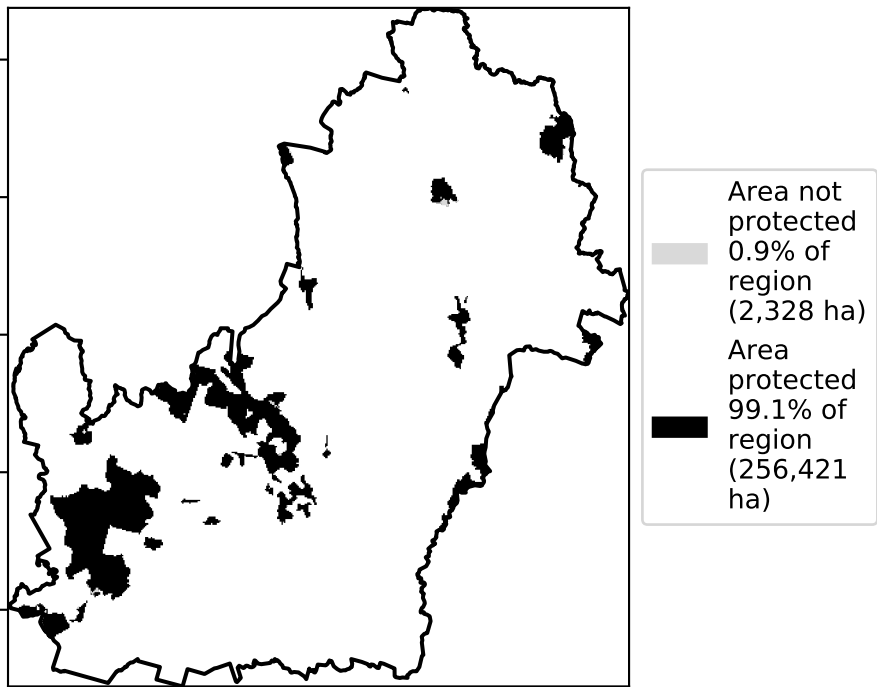 Area not
protected
0.9% of
region
(2,328 ha)
Area
protected
99.1% of
region
(256,421
ha)